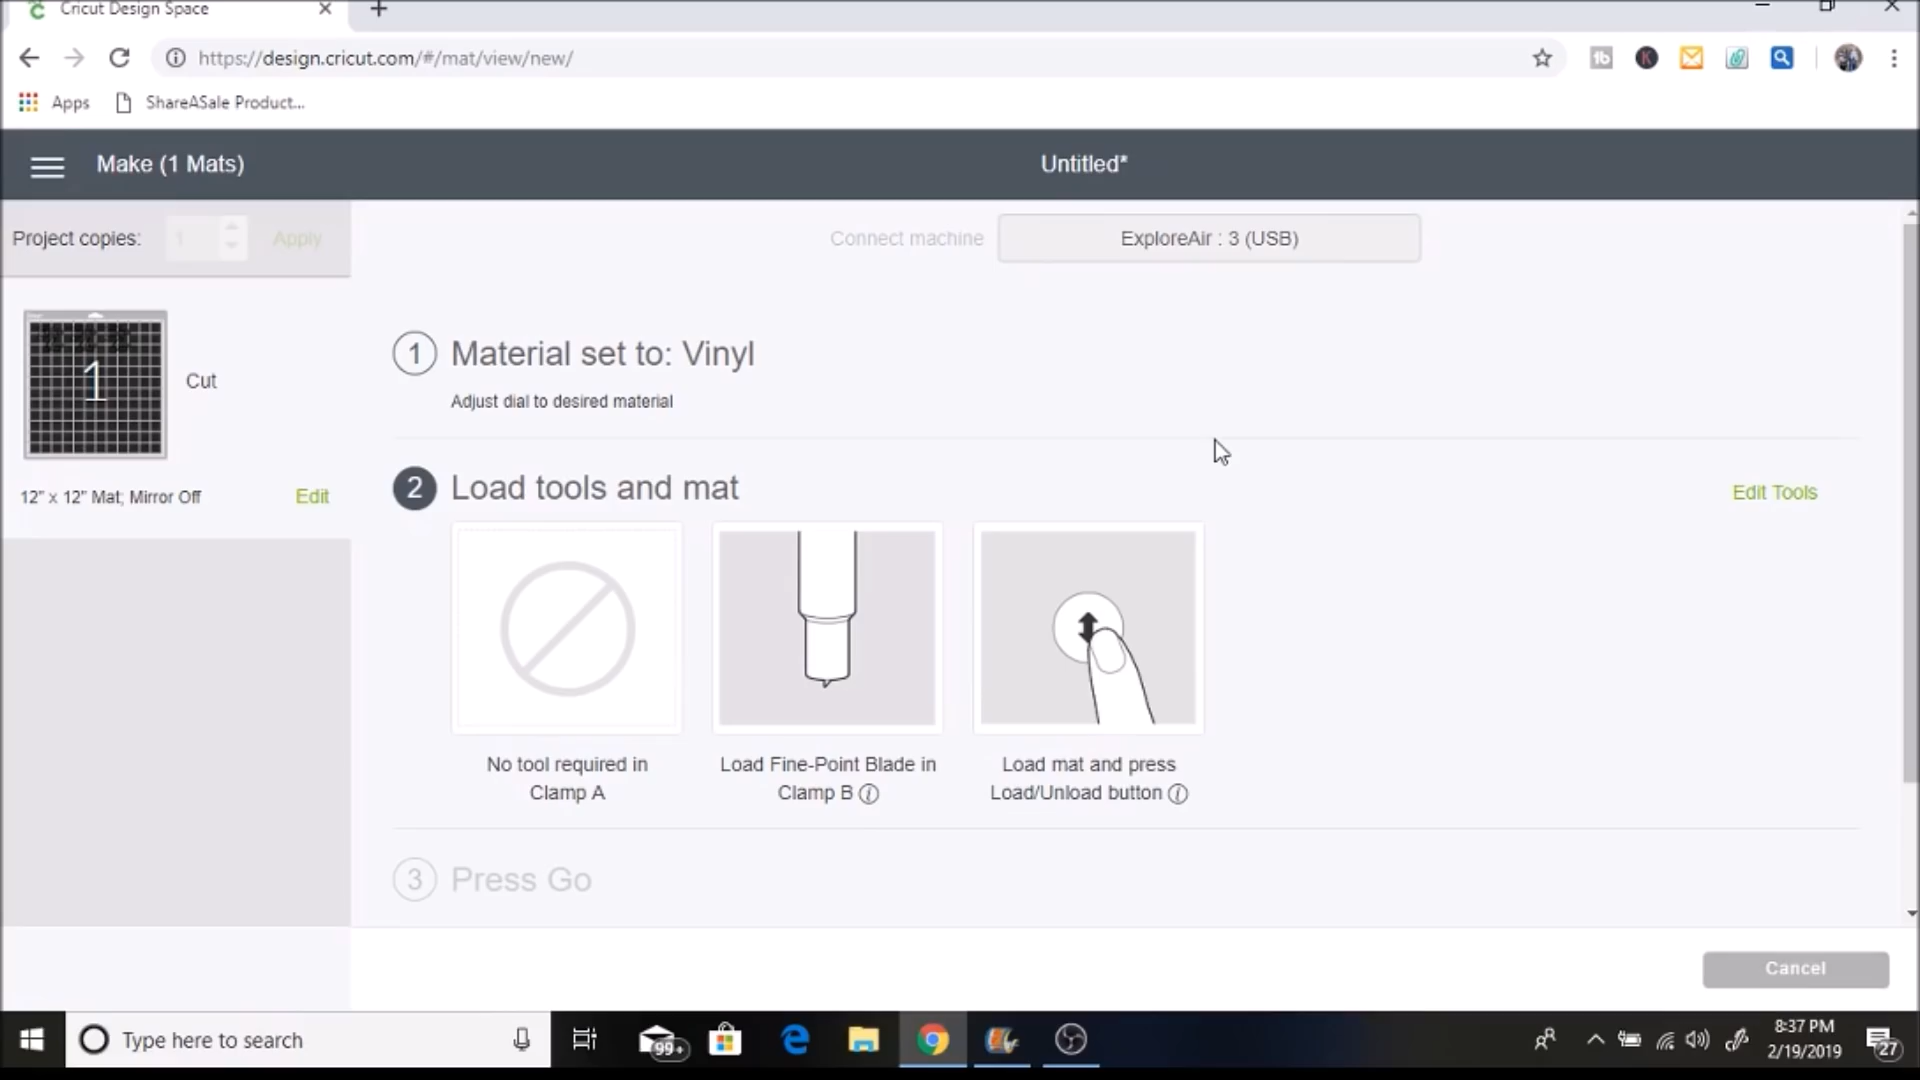 Cricut Design Space
https://design.cricut.com/#/mat/view/new/
Apps
ShareASale Product...
Make (1 Mats)
Untitled*
Project copies:
1
Apply
Connect machine
ExploreAir : 3 (USB)
1
Cut
12" x 12" Mat; Mirror Off
Edit
1
Material set to: Vinyl
Adjust dial to desired material
2
Load tools and mat
Edit Tools
No tool required in
Clamp A
Load Fine-Point Blade in
Clamp B
Load mat and press
Load/Unload button
3
Press Go
Cancel
Type here to search
99+
8:37 PM
2/19/2019
27